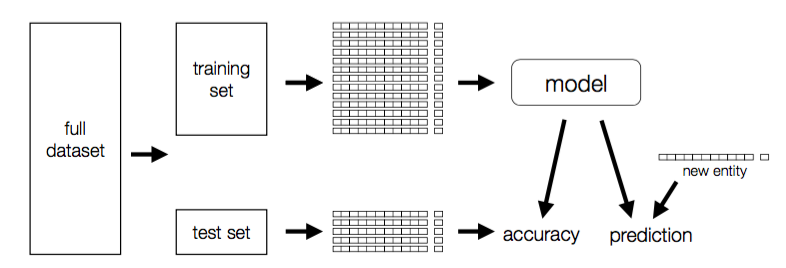 full
dataset
training
set
model
new entity
test set
accuracy
prediction